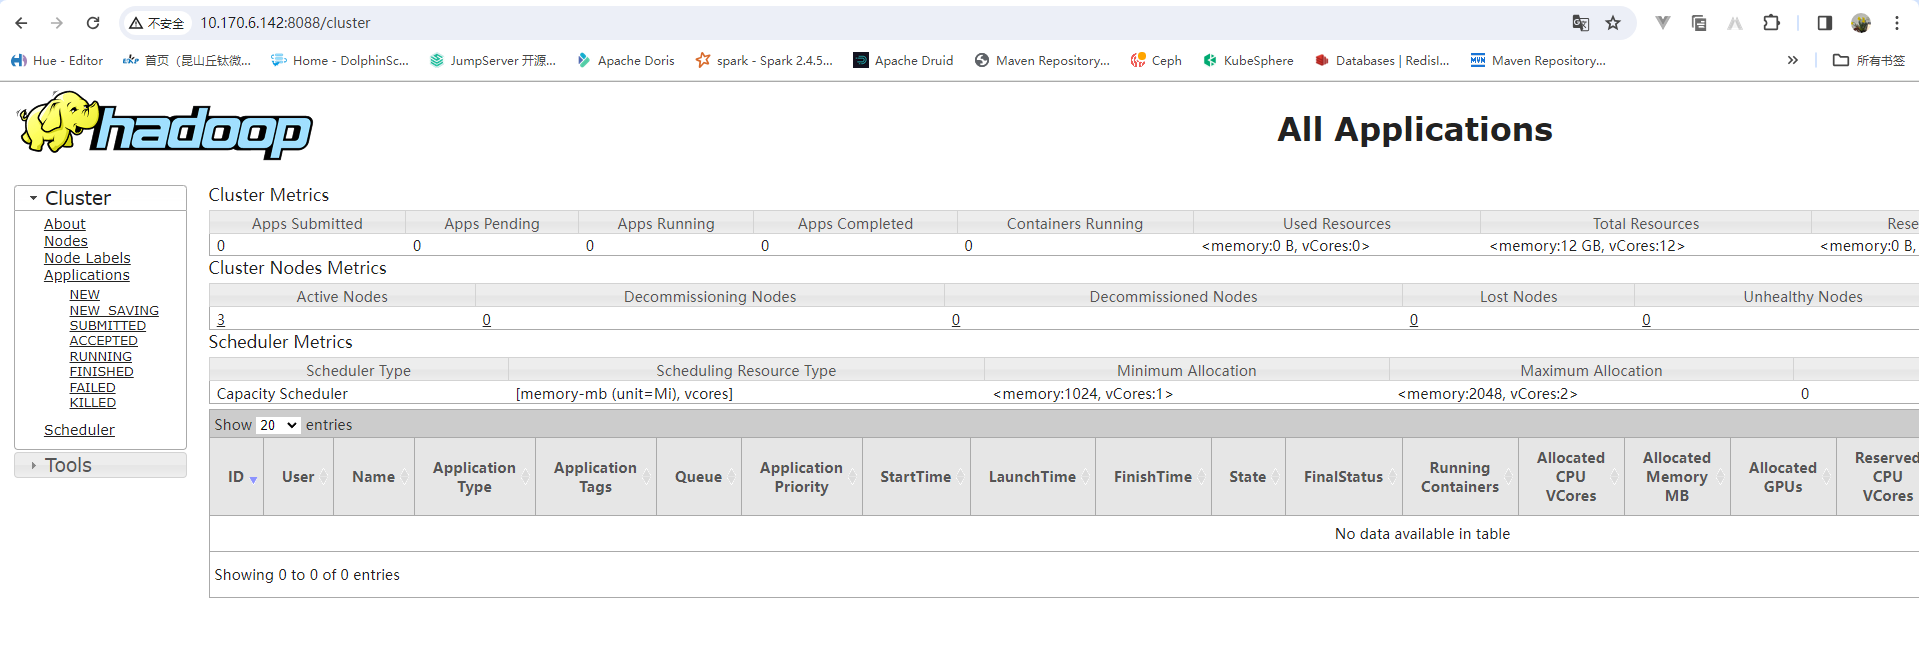 不安全 10.170.6.142:8088/cluster
Hue - Editor 首页（昆山丘钛微... Home - DolphinSc... JumpServer 开源... Apache Doris spark - Spark 2.4.5... Apache Druid Maven Repository... Ceph KubeSphere Databases | Redisl... Maven Repository... » 所有书签
hadoop
All Applications
Cluster
About
Nodes
Node Labels
Applications
NEW
NEW_SAVING
SUBMITTED
ACCEPTED
RUNNING
FINISHED
FAILED
KILLED
Scheduler
Tools
Cluster Metrics
Apps Submitted Apps Pending Apps Running Apps Completed Containers Running Used Resources Total Resources Rese
0 0 0 0 0 <memory:0 B, vCores:0> <memory:12 GB, vCores:12> <memory:0 B,
Cluster Nodes Metrics
Active Nodes Decommissioning Nodes Decommissioned Nodes Lost Nodes Unhealthy Nodes
3 0 0 0 0
Scheduler Metrics
Scheduler Type Scheduling Resource Type Minimum Allocation Maximum Allocation
Capacity Scheduler [memory-mb (unit=Mi), vcores] <memory:1024, vCores:1> <memory:2048, vCores:2> 0
Show 20 entries
ID User Name Application Type Application Tags Queue Application Priority StartTime LaunchTime FinishTime State FinalStatus Running Containers Allocated CPU VCores Allocated Memory MB Allocated GPUs Reserved CPU VCores
No data available in table
Showing 0 to 0 of 0 entries